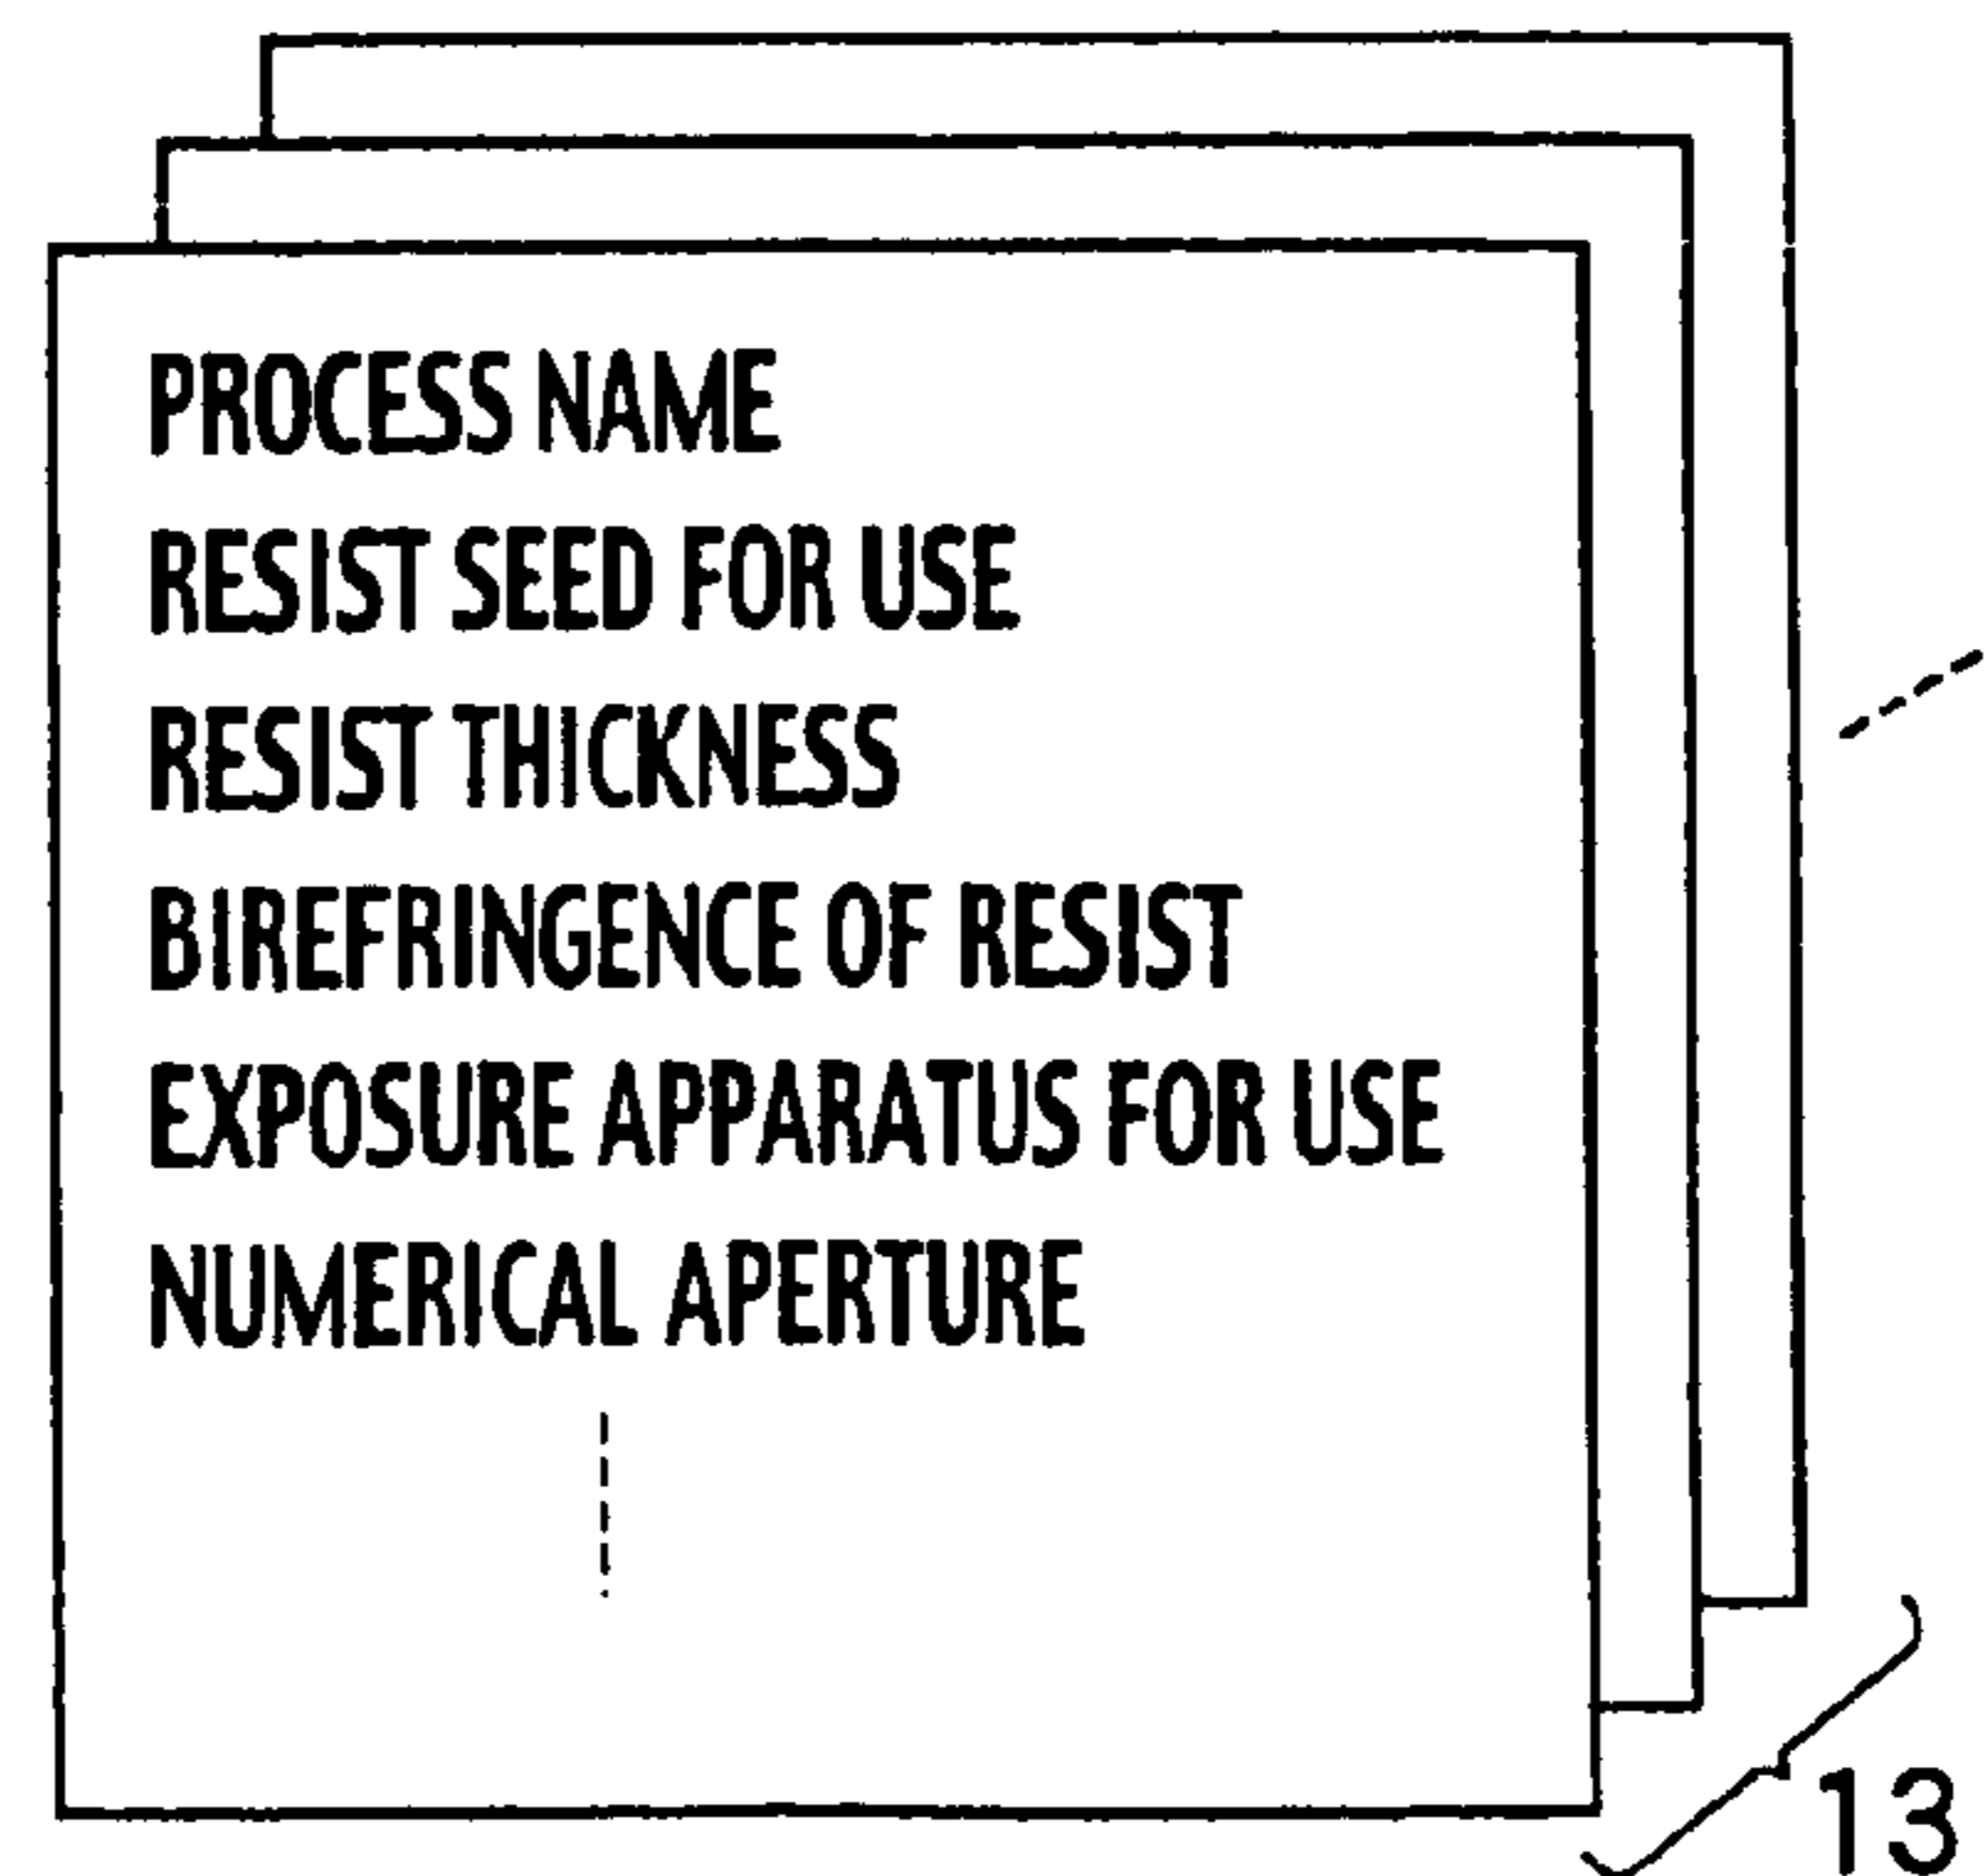 PROCESS NAME
RESIST SEED FOR USE
RESIST THICKNESS
BIREFRINGENCE OF RESIST
EXPOSURE APPARATUS FOR USE
NUMERICAL APERTURE
13